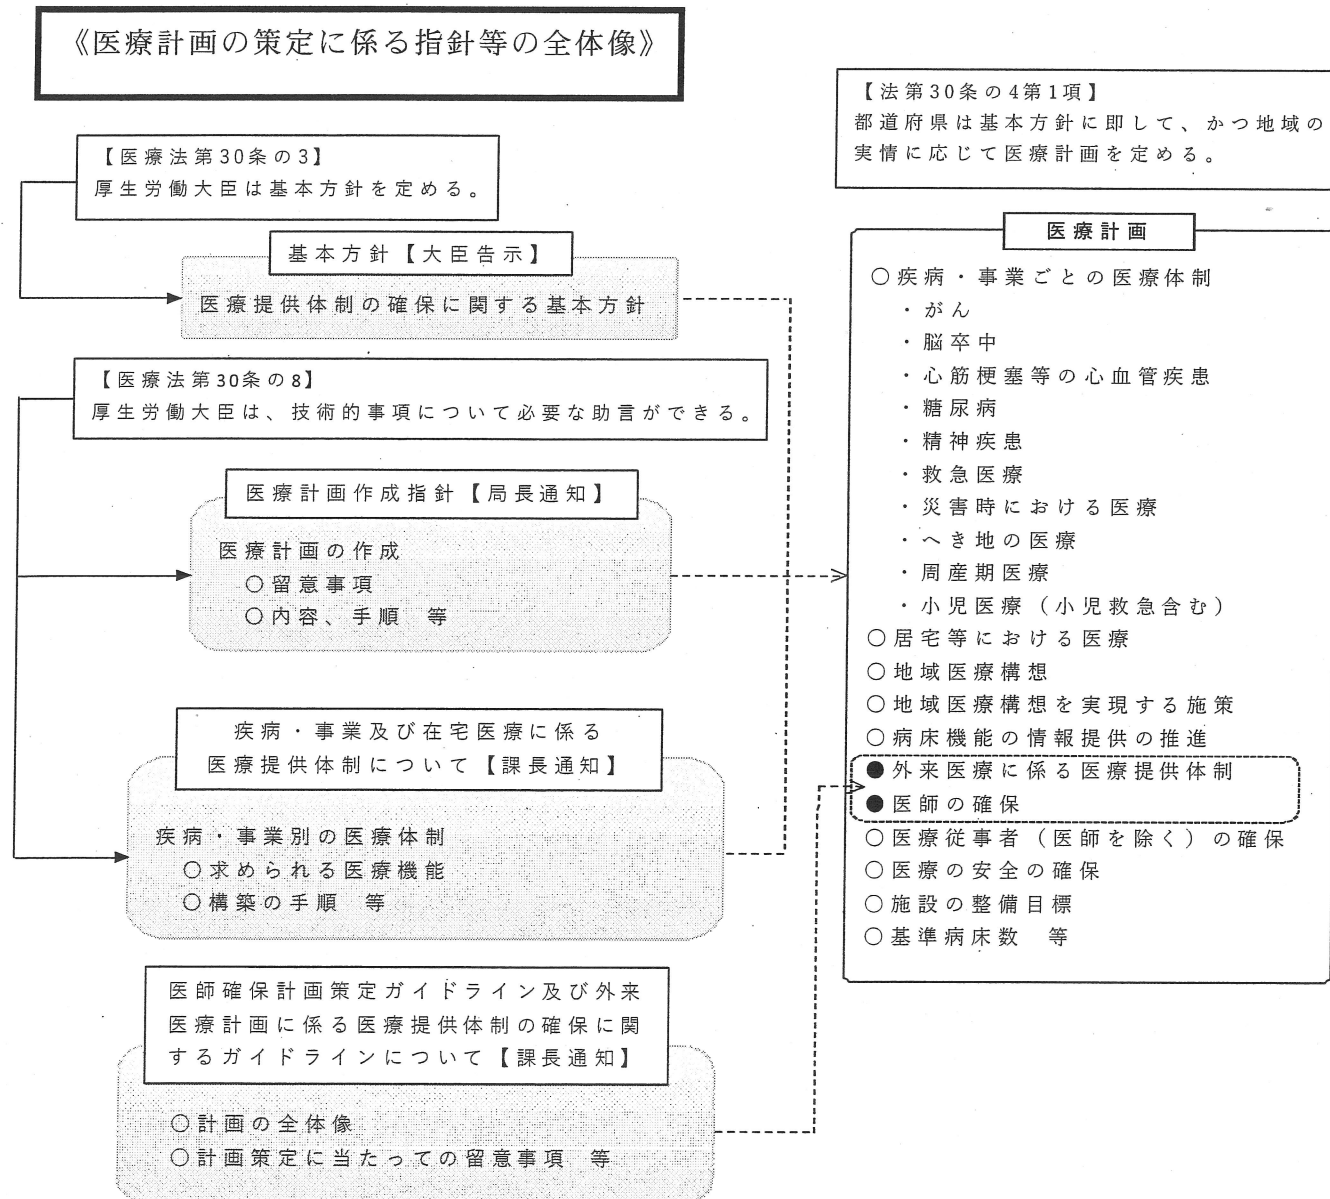 《医療計画の策定に係る指針等の全体像》
【医療法第30条の3】
厚生労働大臣は基本方針を定める。
基本方針【大臣告示】
医療提供体制の確保に関する基本方針
【医療法第30条の8】
厚生労働大臣は、技術的事項について必要な助言ができる。
医療計画作成指針【局長通知】
医療計画の作成
○留意事項
○内容、手順 等
疾病・事業及び在宅医療に係る
医療提供体制について【課長通知】
疾病・事業別の医療体制
○求められる医療機能
○構築の手順 等
医師確保計画策定ガイドライン及び外来
医療計画に係る医療提供体制の確保に関
するガイドラインについて【課長通知】
○計画の全体像
○計画策定に当たっての留意事項 等
【法第30条の4第1項】
都道府県は基本方針に即して、かつ地域の
実情に応じて医療計画を定める。
医療計画
○疾病・事業ごとの医療体制
・がん
・脳卒中
・心筋梗塞等の心血管疾患
・糖尿病
・精神疾患
・救急医療
・災害時における医療
・へき地の医療
・周産期医療
・小児医療（小児救急含む）
○居宅等における医療
○地域医療構想
○地域医療構想を実現する施策
○病床機能の情報提供の推進
●外来医療に係る医療提供体制
●医師の確保
○医療従事者（医師を除く）の確保
○医療の安全の確保
○施設の整備目標
○基準病床数 等